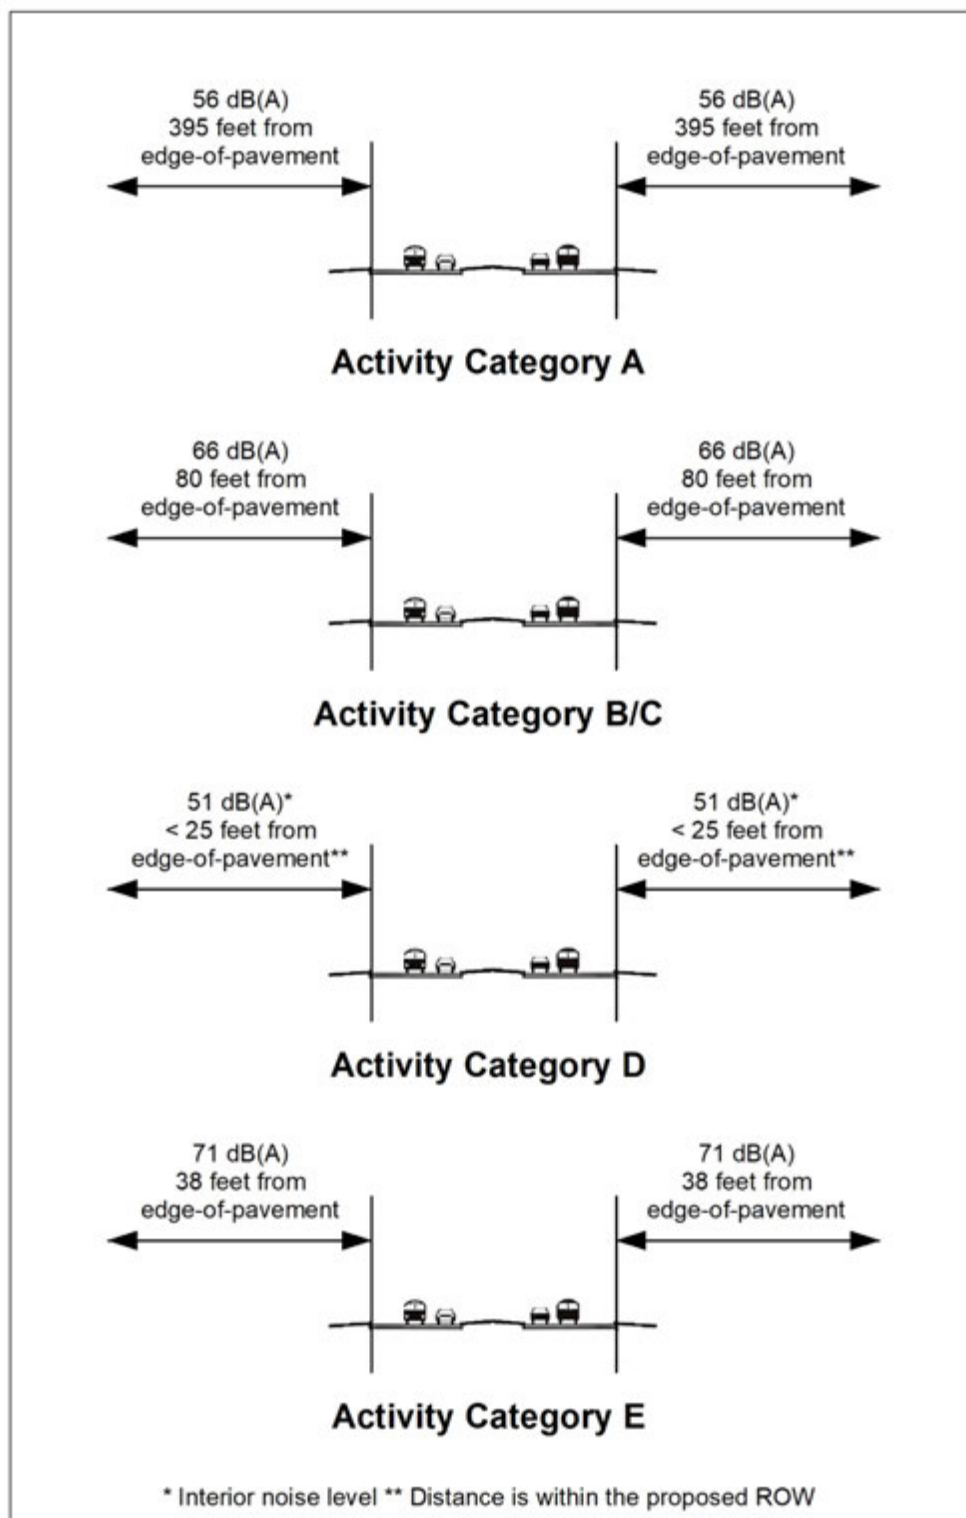 56 dB(A)
395 feet from
edge-of-pavement
56 dB(A)
395 feet from
edge-of-pavement
Activity Category A
66 dB(A)
80 feet from
edge-of-pavement
66 dB(A)
80 feet from
edge-of-pavement
Activity Category B/C
51 dB(A)*
< 25 feet from
edge-of-pavement**
51 dB(A)*
< 25 feet from
edge-of-pavement**
Activity Category D
71 dB(A)
38 feet from
edge-of-pavement
71 dB(A)
38 feet from
edge-of-pavement
Activity Category E
* Interior noise level ** Distance is within the proposed ROW